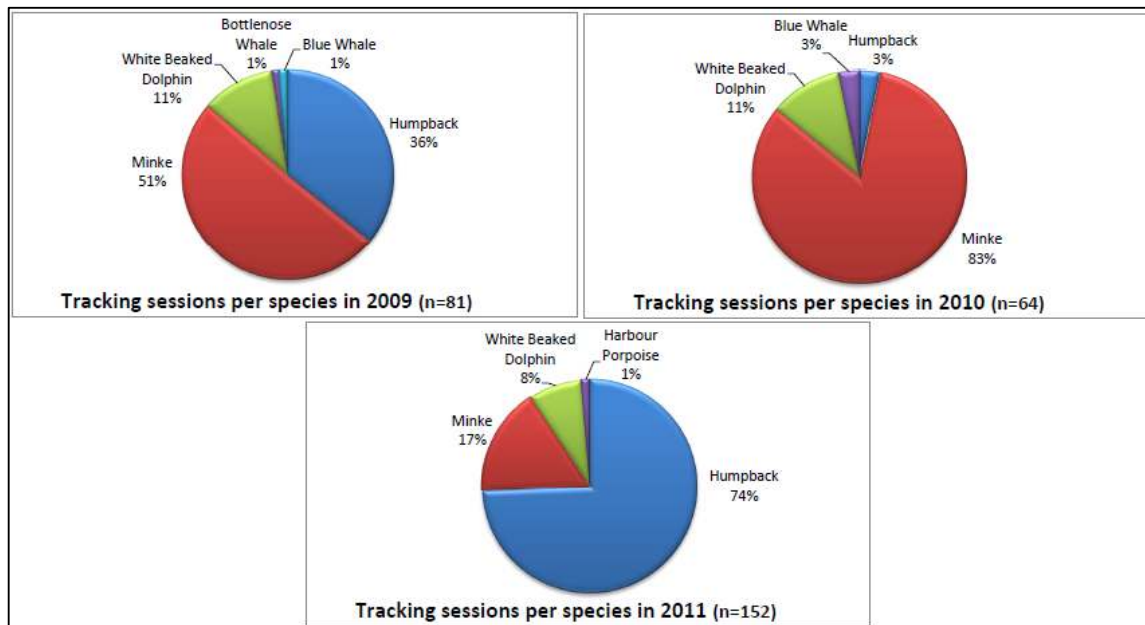 Bottlenose
Whale
1%
Blue Whale
1%
White Beaked
Dolphin
11%
Humpback
36%
Minke
51%
Tracking sessions per species in 2009 (n=81)
Blue Whale
3%
Humpback
3%
White Beaked
Dolphin
11%
Minke
83%
Tracking sessions per species in 2010 (n=64)
White Beaked
Dolphin
8%
Harbour
Porpoise
1%
Minke
17%
Humpback
74%
Tracking sessions per species in 2011 (n=152)